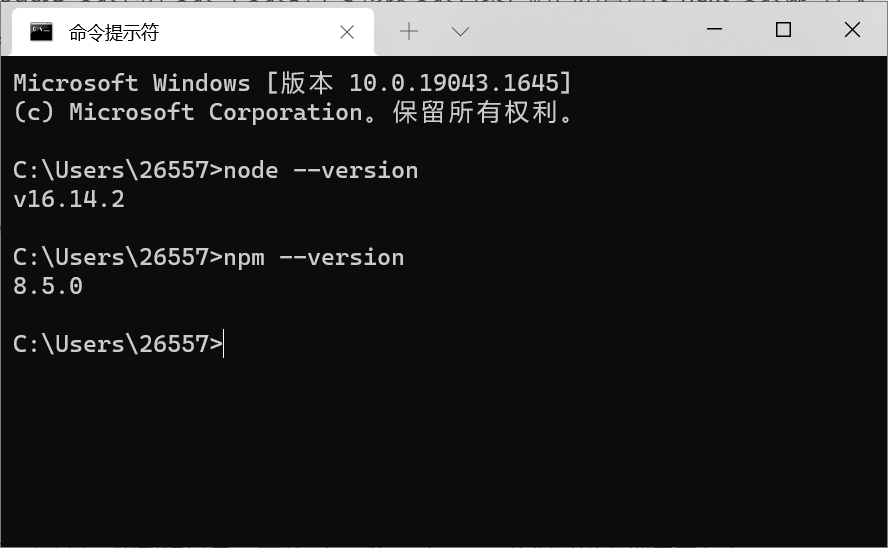 命令提示符
Microsoft Windows [版本 10.0.19043.1645]
(c) Microsoft Corporation。保留所有权利。
C:\Users\26557>node --version
v16.14.2
C:\Users\26557>npm --version
8.5.0
C:\Users\26557>